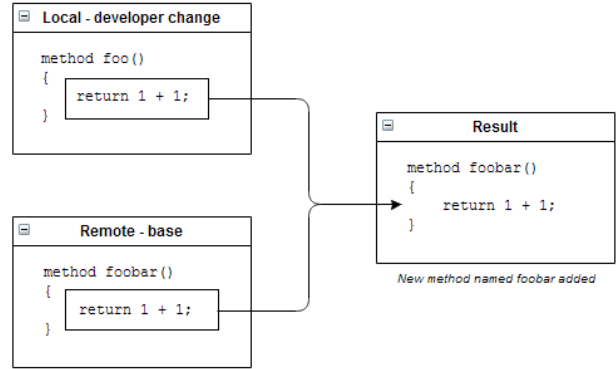 Local - developer change
method foo()
{
return 1 + 1;
}
Remote - base
method foobar()
{
return 1 + 1;
}
Result
method foobar()
{
return 1 + 1;
}
New method named foobar added